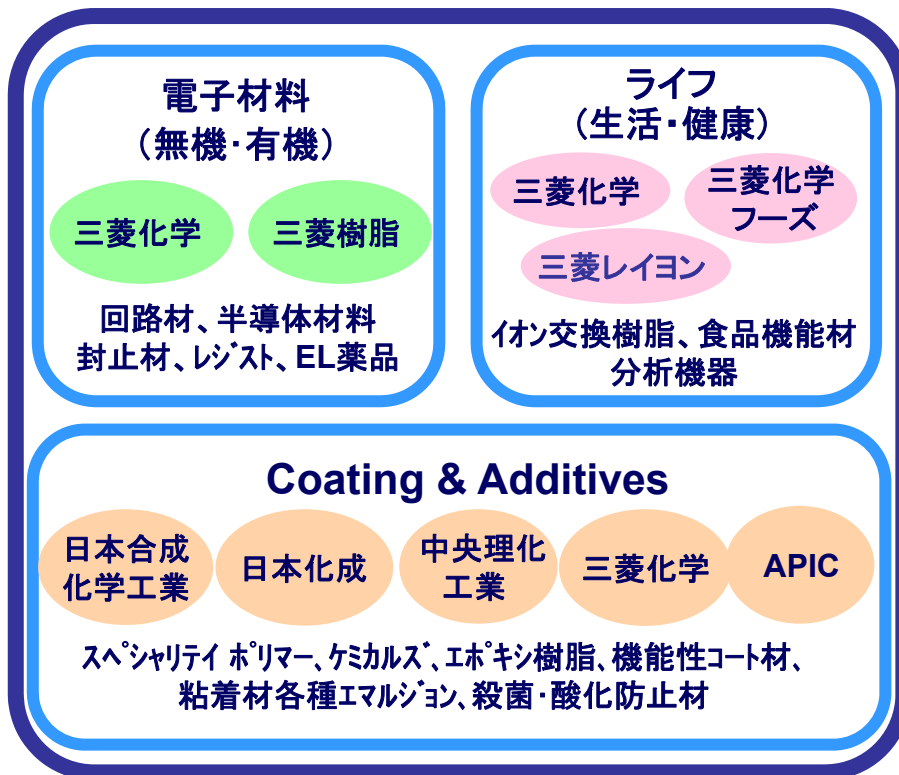 電子材料
（無機・有機）
三菱化学
三菱樹脂
回路材、半導体材料
封止材、ﾚｼﾞｽﾄ、EL薬品
ライフ
（生活・健康）
三菱化学
三菱化学
フーズ
三菱レイヨン
ｲｵﾝ交換樹脂、食品機能材
分析機器
Coating & Additives
日本合成
化学工業
日本化成
中央理化
工業
三菱化学
APIC
ｽﾍﾟｼｬﾘﾃｲ ﾎﾟﾘﾏｰ、ｹﾐｶﾙｽﾞ、ｴﾎﾟｷｼ樹脂、機能性ｺｰﾄ材、
粘着材各種ｴﾏﾙｼﾞｮﾝ、殺菌・酸化防止材